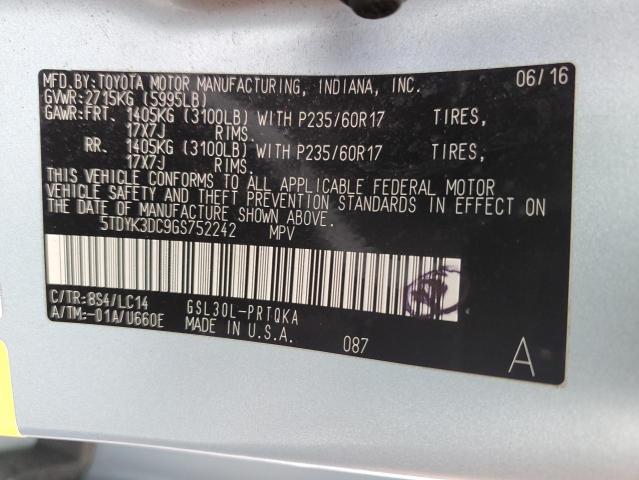 MFD.BY:TOYOTA MOTOR MANUFACTURING, INDIANA, INC. 06/16
GVWR:2715KG (5995LB)
GAWR:FRT. 1405KG (3100LB) WITH P235/60R17 TIRES,
17X7J RIMS.
RR. 1405KG (3100LB) WITH P235/60R17 TIRES,
17X7J RIMS.
THIS VEHICLE CONFORMS TO ALL APPLICABLE FEDERAL MOTOR
VEHICLE SAFETY AND THEFT PREVENTION STANDARDS IN EFFECT ON
THE DATE OF MANUFACTURE SHOWN ABOVE.
5TDYK3DC9GS752242 MPV
C/TR:8S4/LC14 GSL30L-PRTQKA
A/TM:-01A/U660E MADE IN U.S.A. 087 A